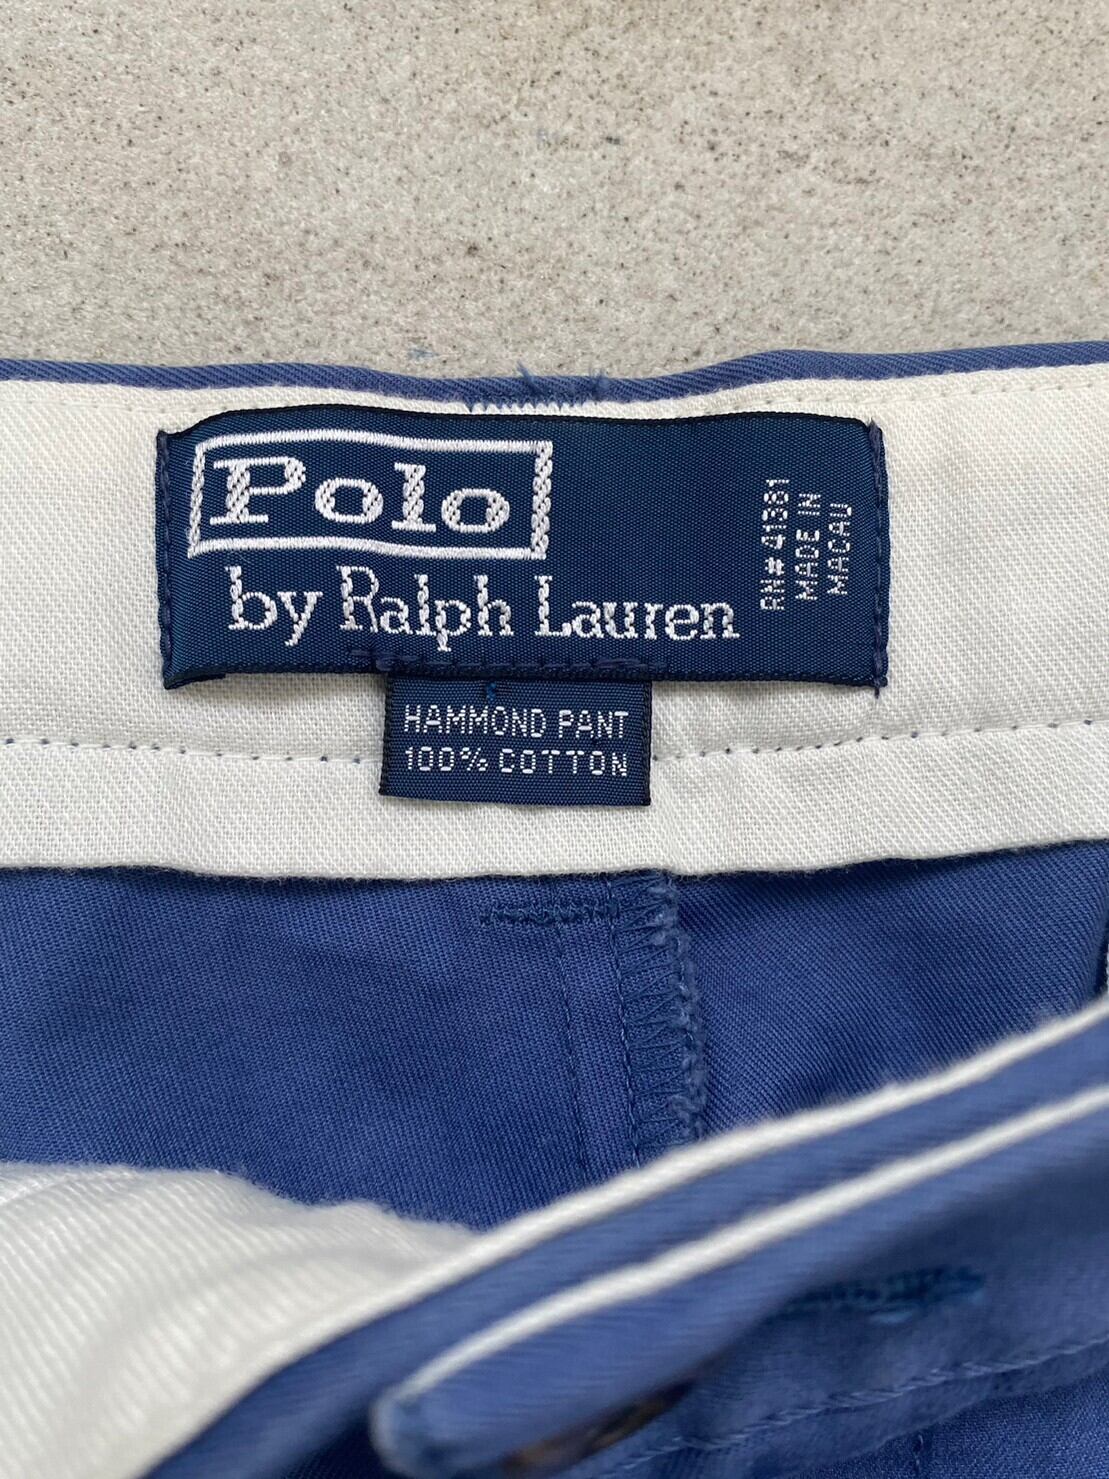 Polo
by Ralph Lauren
RN# 41381
MADE IN
MACAU
HAMMOND PANT
100% COTTON